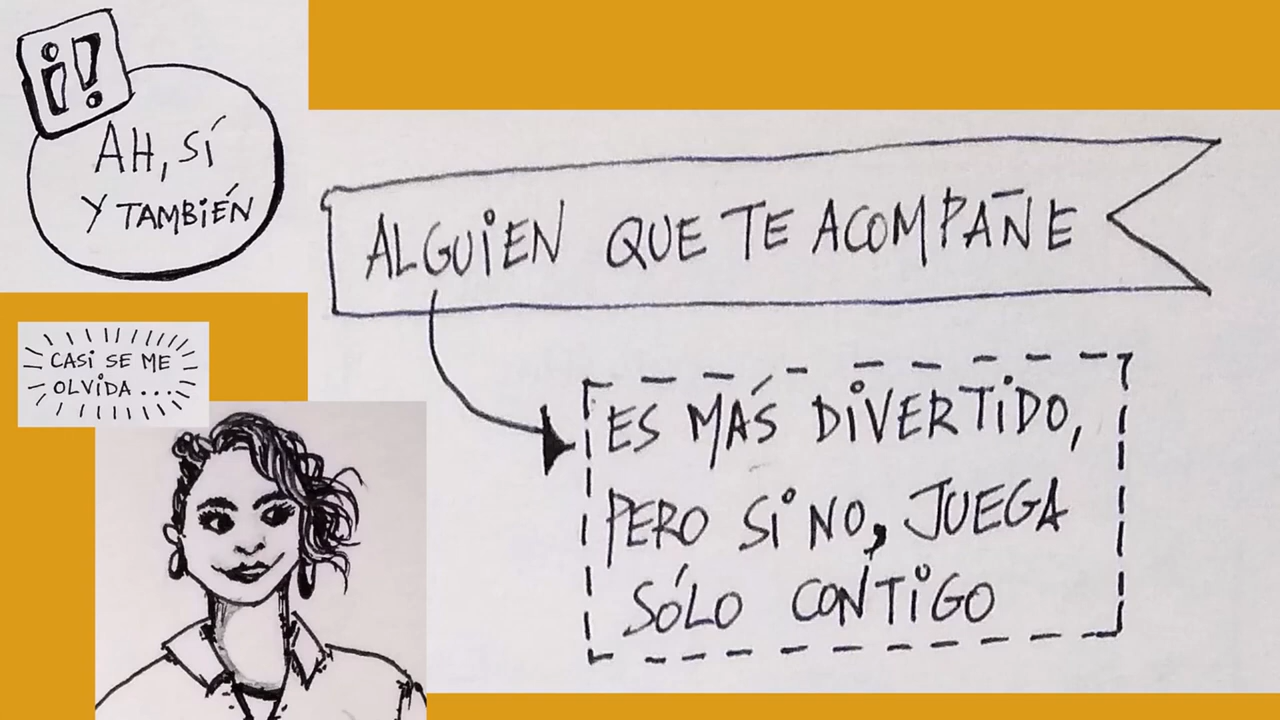 ¡!
AH, SÍ
Y TAMBIÉN
ALGUIEN QUE TE ACOMPAÑE
CASI SE ME
OLVIDA...
ES MÁS DIVERTIDO,
PERO SI NO, JUEGA
SÓLO CONTIGO